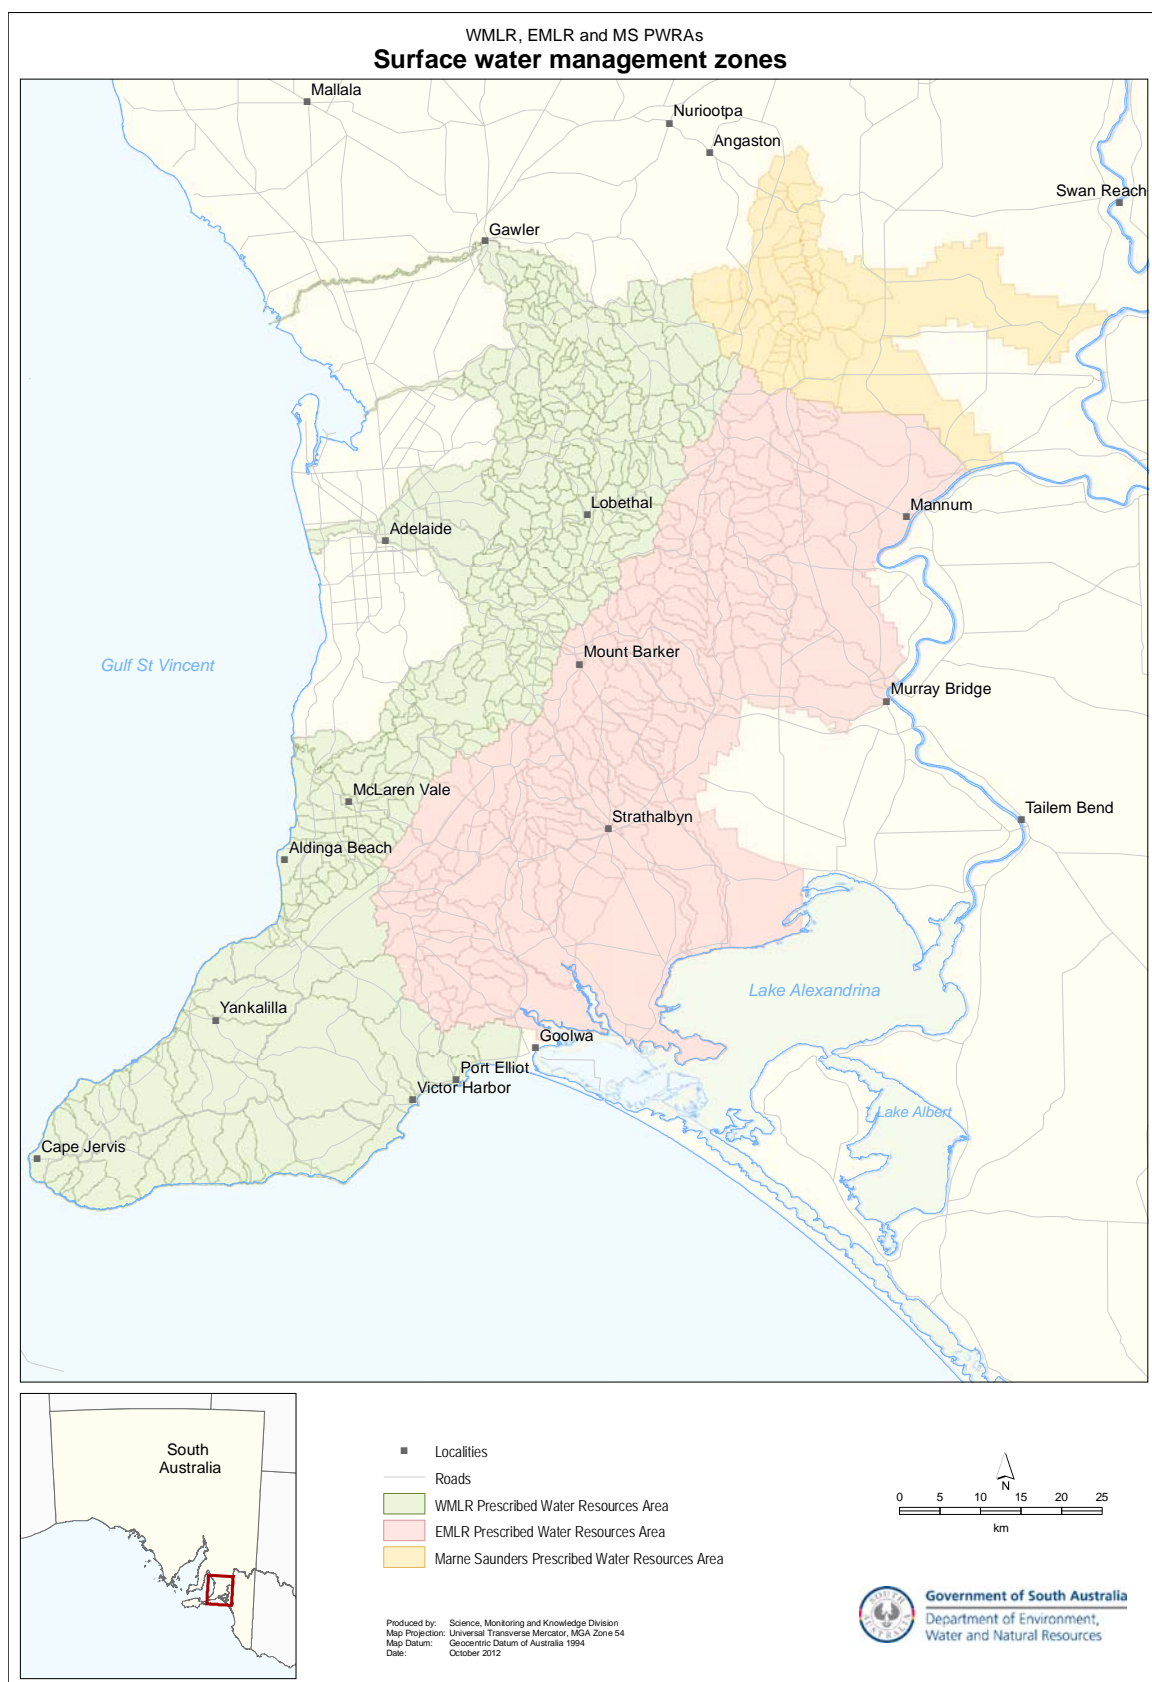 WMLR, EMLR and MS PWRAs
Surface water management zones
Mallala
Nuriootpa
Angaston
Swan Reach
Gawler
Lobethal
Mannum
Adelaide
Mount Barker
Gulf St Vincent
Murray Bridge
McLaren Vale
Tailem Bend
Strathalbyn
Aldinga Beach
Lake Alexandrina
Yankalilla
Goolwa
Port Elliot
Victor Harbor
Lake Albert
Cape Jervis
South
Australia
Localities
Roads
WMLR Prescribed Water Resources Area
EMLR Prescribed Water Resources Area
Marne Saunders Prescribed Water Resources Area
N
0 5 10 15 20 25
km
Produced by: Science, Monitoring and Knowledge Division
Map Projection: Universal Transverse Mercator, MGA Zone 54
Map Datum: Geocentric Datum of Australia 1994
Date: October 2012
SOUTH AUSTRALIA
Government of South Australia
Department of Environment,
Water and Natural Resources